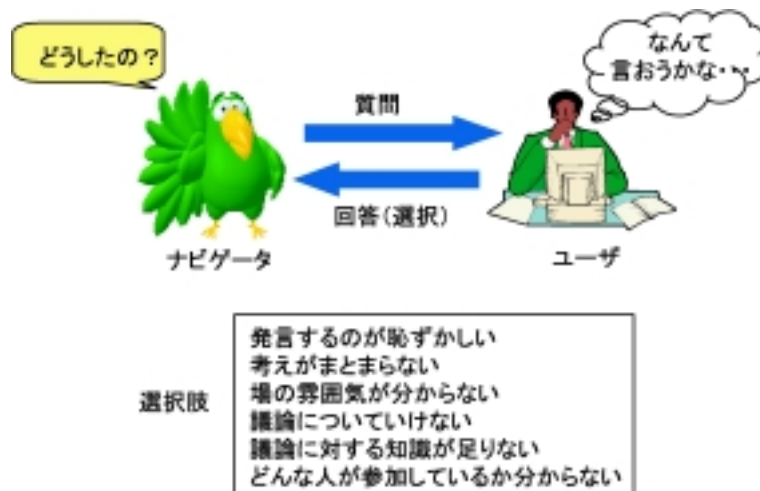 どうしたの？
なんて
言おうかな・・・
質問
回答(選択)
ナビゲータ
ユーザ
選択肢
発言するのが恥ずかしい
考えがまとまらない
場の雰囲気が分からない
議論についていけない
議論に対する知識が足りない
どんな人が参加しているか分からない